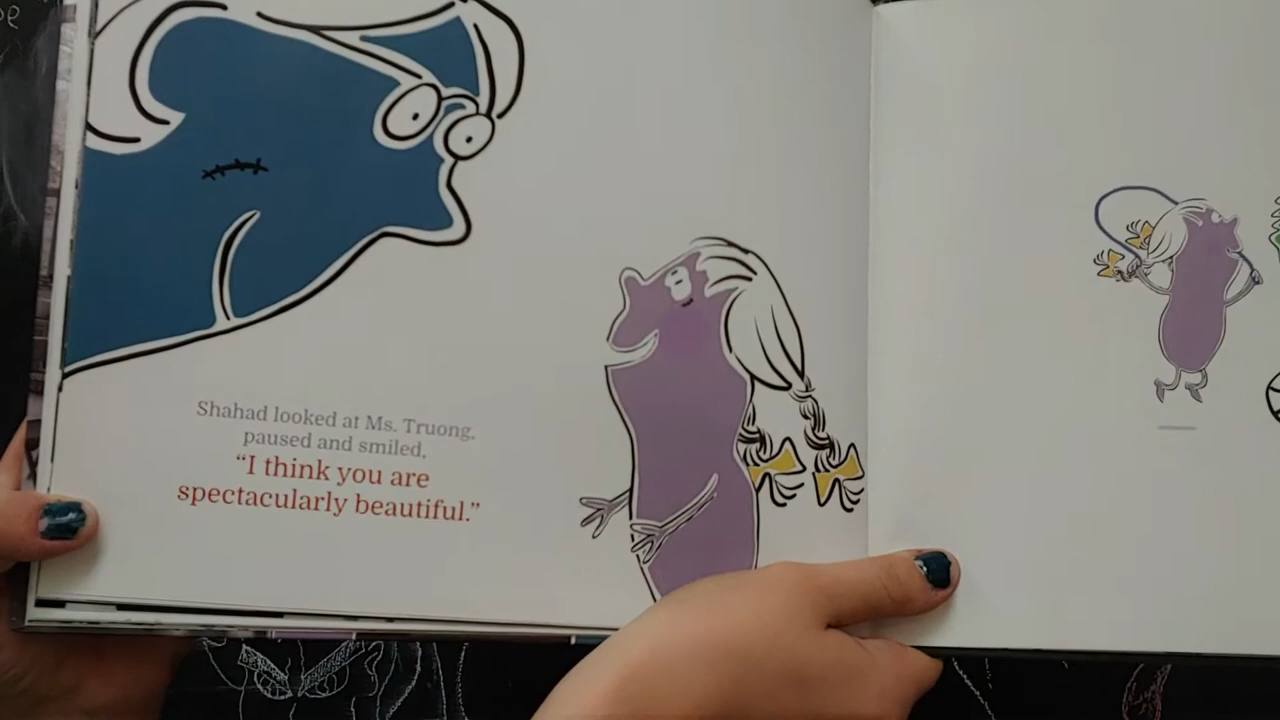 Shahad looked at Ms. Truong,
paused and smiled,
“I think you are
spectacularly beautiful.”